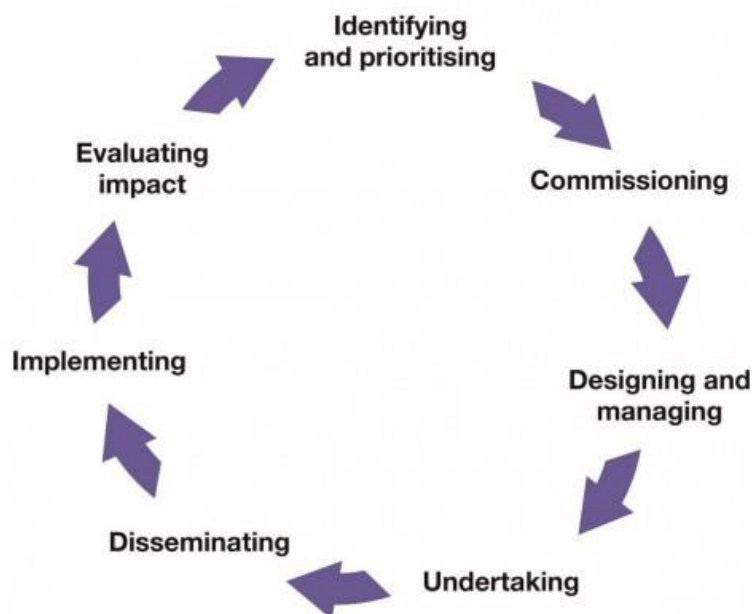 Identifying
and prioritising
Commissioning
Designing and
managing
Undertaking
Disseminating
Implementing
Evaluating
impact